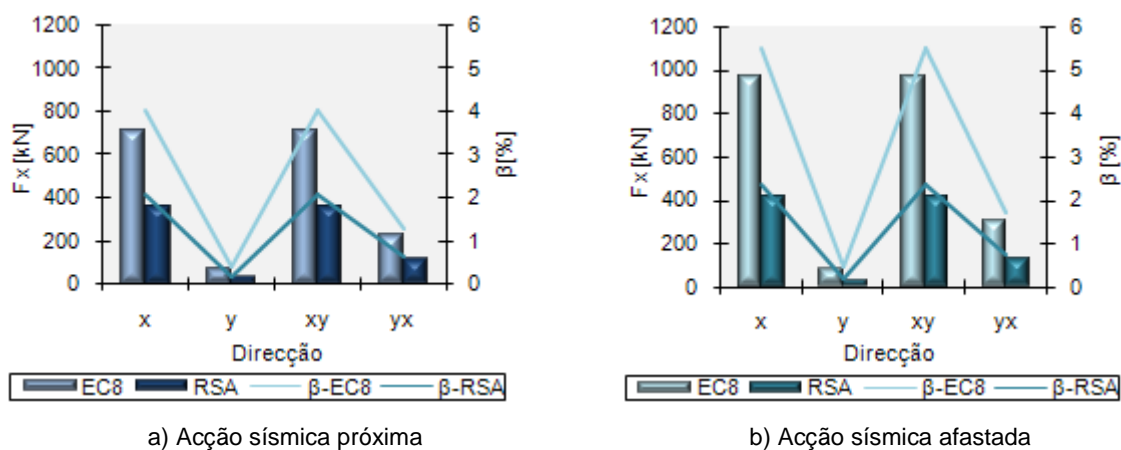 1200
1000
800
600
400
200
0
Fx [kN]
6
5
4
3
2
1
0
β [%]
x y xy yx
Direcção
EC8 RSA β-EC8 β-RSA
a) Acção sísmica próxima
1200
1000
800
600
400
200
0
Fx [kN]
6
5
4
3
2
1
0
β [%]
x y xy yx
Direcção
EC8 RSA β-EC8 β-RSA
b) Acção sísmica afastada